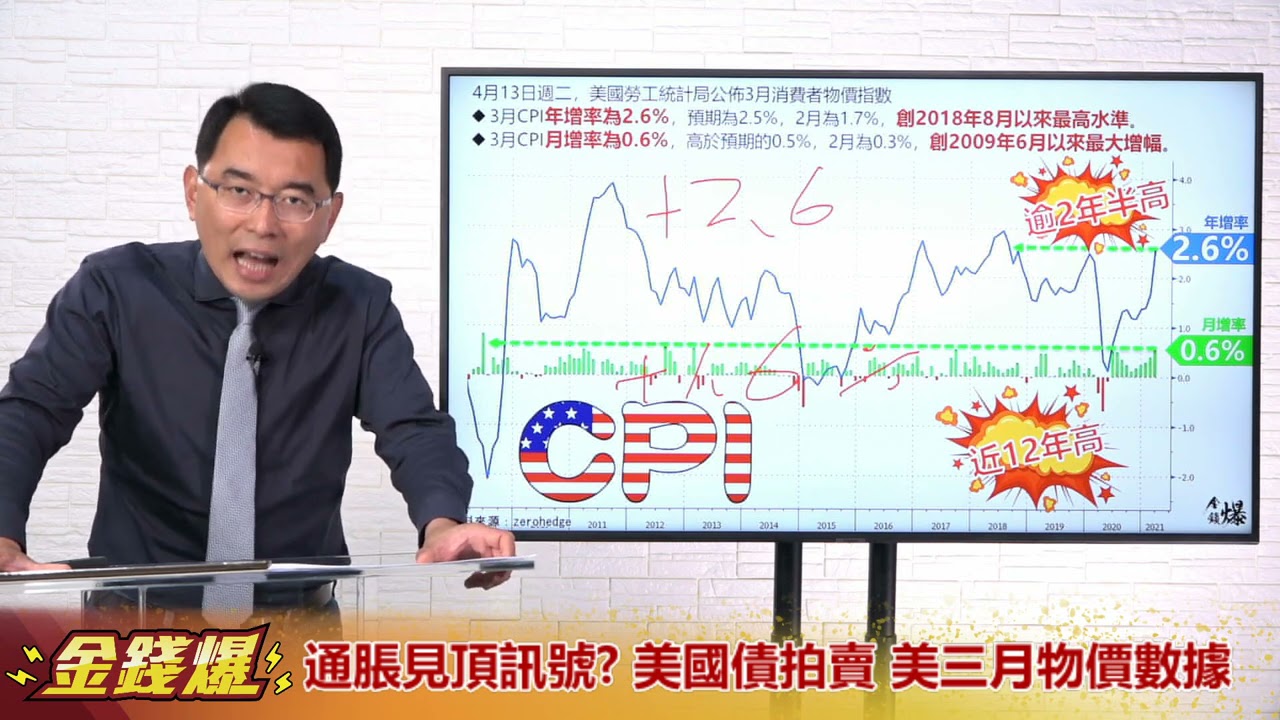 4月13日週二，美國勞工統計局公佈3月消費者物價指數
◆ 3月CPI年增率為2.6%，預期為2.5%，2月為1.7%，創2018年8月以來最高水準。
◆ 3月CPI月增率為0.6%，高於預期的0.5%，2月為0.3%，創2009年6月以來最大增幅。
+2、6
逾2年半高
年增率
2.6%
月增率
0.6%
4.0
3.0
2.0
1.0
0.0
-1.0
-2.0
CPI
近12年高
來源：zerohedge
2011 2012 2013 2014 2015 2016 2017 2018 2019 2020 2021
金錢爆
金錢爆
通脹見頂訊號? 美國債拍賣 美三月物價數據